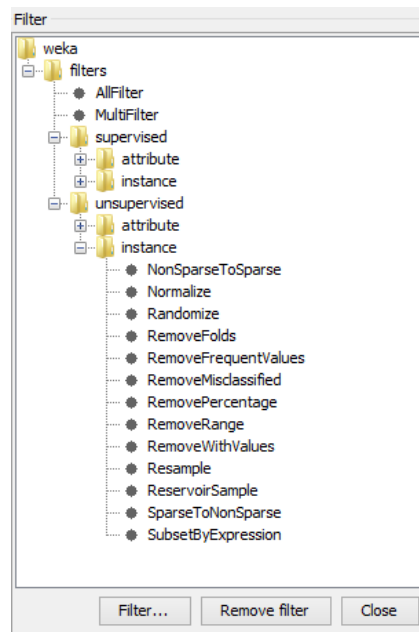 Filter
weka
filters
AllFilter
MultiFilter
supervised
attribute
instance
unsupervised
attribute
instance
NonSparseToSparse
Normalize
Randomize
RemoveFolds
RemoveFrequentValues
RemoveMisclassified
RemovePercentage
RemoveRange
RemoveWithValues
Resample
ReservoirSample
SparseToNonSparse
SubsetByExpression
Filter... Remove filter Close